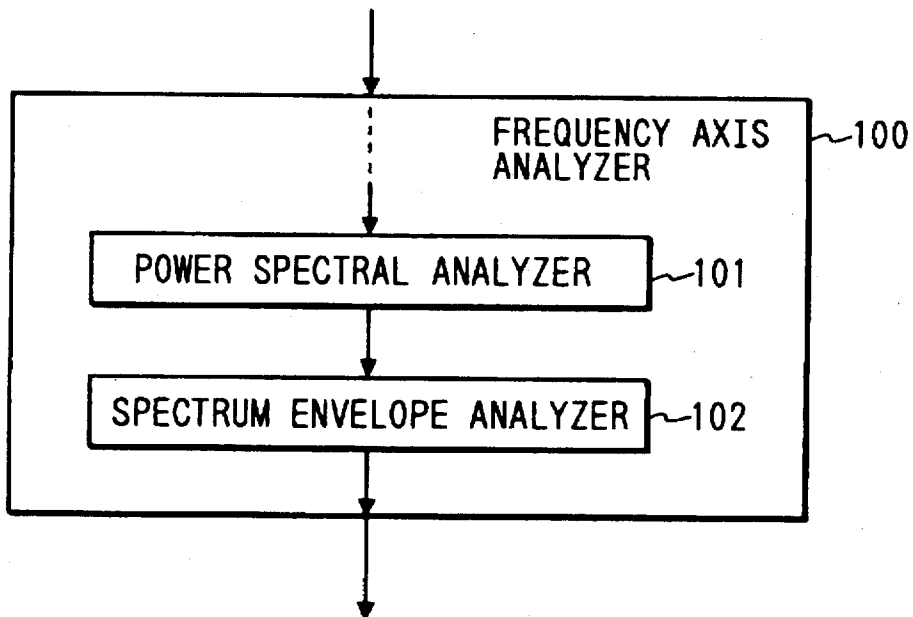 FREQUENCY AXIS
ANALYZER
100
POWER SPECTRAL ANALYZER
101
SPECTRUM ENVELOPE ANALYZER
102